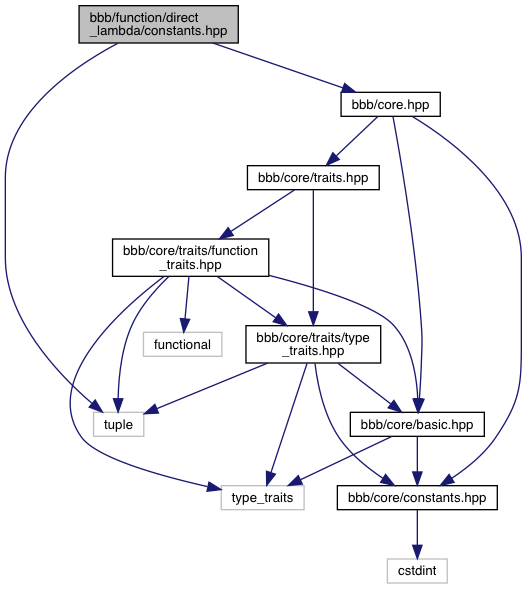 bbb/function/direct
_lambda/constants.hpp
bbb/core.hpp
bbb/core/traits.hpp
bbb/core/traits/function
_traits.hpp
functional
bbb/core/traits/type
_traits.hpp
tuple
bbb/core/basic.hpp
type_traits
bbb/core/constants.hpp
cstdint